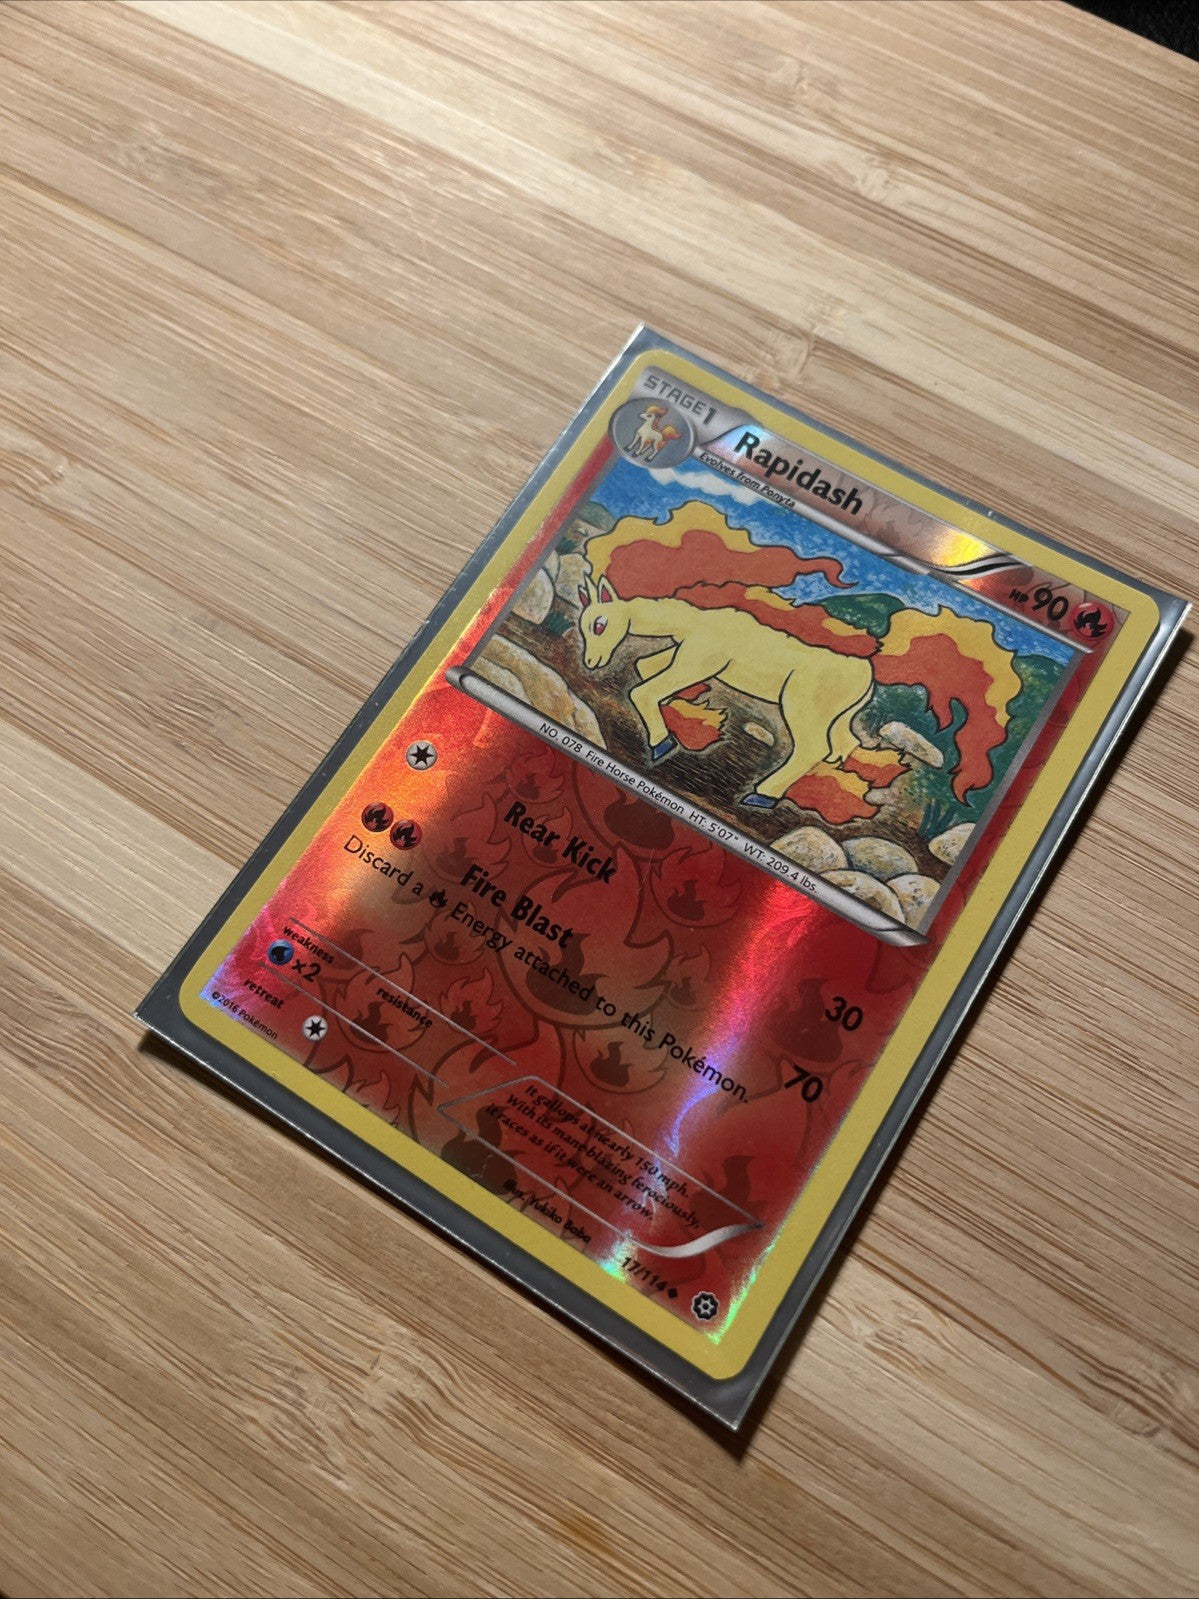 STAGE1
Rapidash
HP 90
Evolves from Ponyta
NO. 078 Fire Horse Pokémon HT: 5'07" WT: 209.4 lbs.
Rear Kick 30
Fire Blast 70
Discard a Energy attached to this Pokémon.
weakness
×2
resistance
retreat
It gallops at nearly 150 mph.
With its mane blazing ferociously,
it races as if it were an arrow.
©2016 Pokémon
Illus. Yukiko Baba
17/114